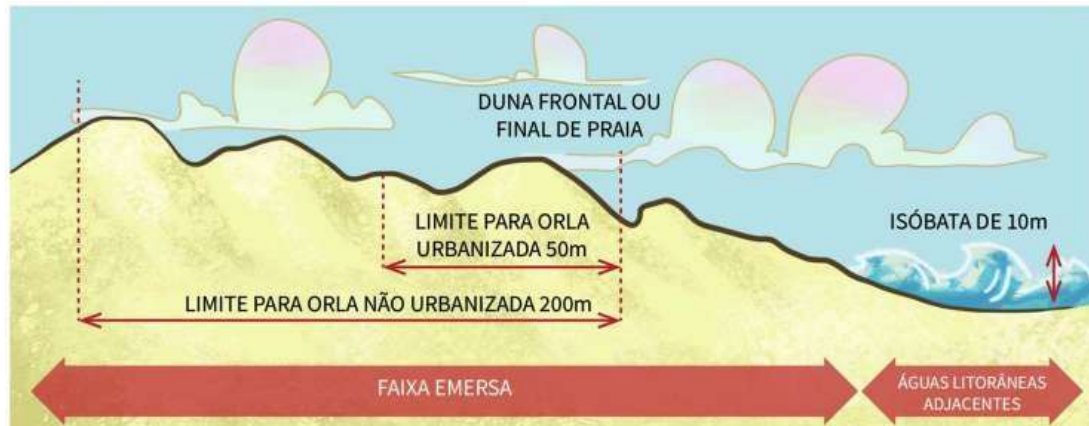 DUNA FRONTAL OU
FINAL DE PRAIA
LIMITE PARA ORLA
URBANIZADA 50m
ISÓBATA DE 10m
LIMITE PARA ORLA NÃO URBANIZADA 200m
FAIXA EMERSA
ÁGUAS LITORÂNEAS
ADJACENTES